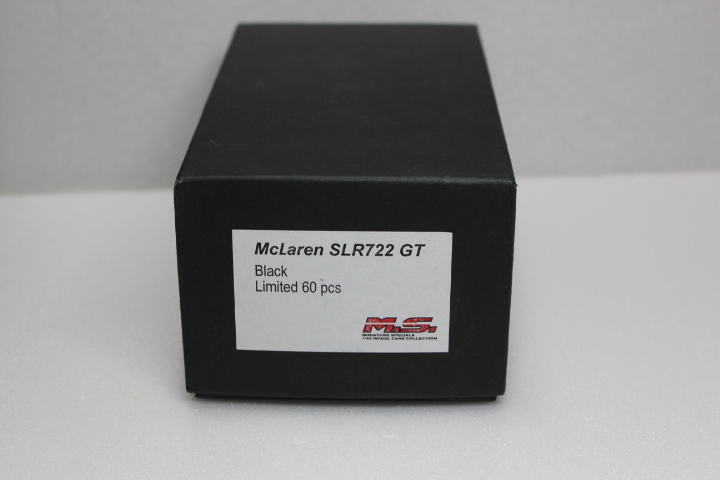 McLaren SLR722 GT
Black
Limited 60 pcs
M.S.
MINIATURE SPECIALS
1/43 MODEL CARS COLLECTION